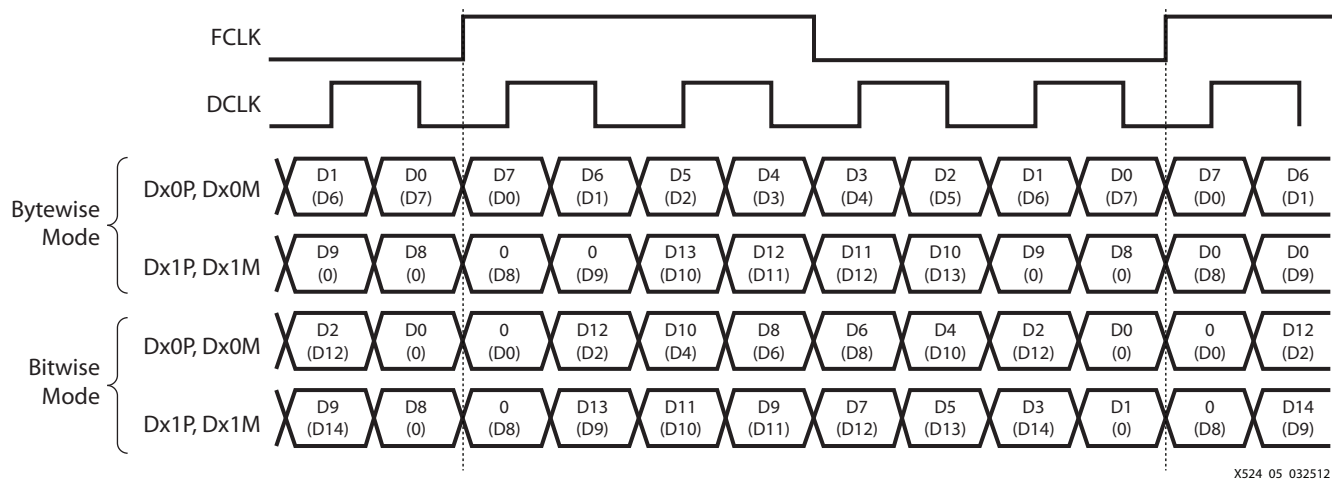 FCLK
DCLK
Bytewise
Mode
Dx0P, Dx0M
D1 D0 D7 D6 D5 D4 D3 D2 D1 D0 D7 D6
(D6) (D7) (D0) (D1) (D2) (D3) (D4) (D5) (D6) (D7) (D0) (D1)
Dx1P, Dx1M
D9 D8 0 0 D13 D12 D11 D10 D9 D8 D0 D0
(0) (0) (D8) (D9) (D10) (D11) (D12) (D13) (0) (0) (D8) (D9)
Bitwise
Mode
Dx0P, Dx0M
D2 D0 0 D12 D10 D8 D6 D4 D2 D0 0 D12
(D12) (0) (D0) (D2) (D4) (D6) (D8) (D10) (D12) (0) (D0) (D2)
Dx1P, Dx1M
D9 D8 0 D13 D11 D9 D7 D5 D3 D1 0 D14
(D14) (0) (D8) (D9) (D10) (D11) (D12) (D13) (D14) (0) (D8) (D9)
X524_05_032512